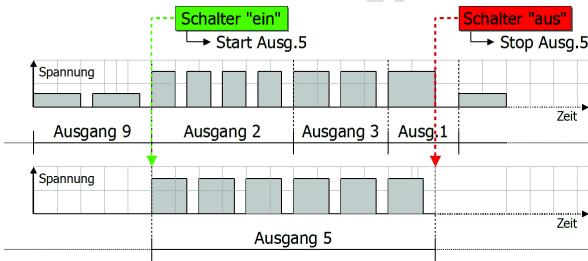 Schalter "ein"
Schalter "aus"
Start Ausg.5
Stop Ausg.5
Spannung
Zeit
Ausgang 9
Ausgang 2
Ausgang 3
Ausg.1
Spannung
Zeit
Ausgang 5